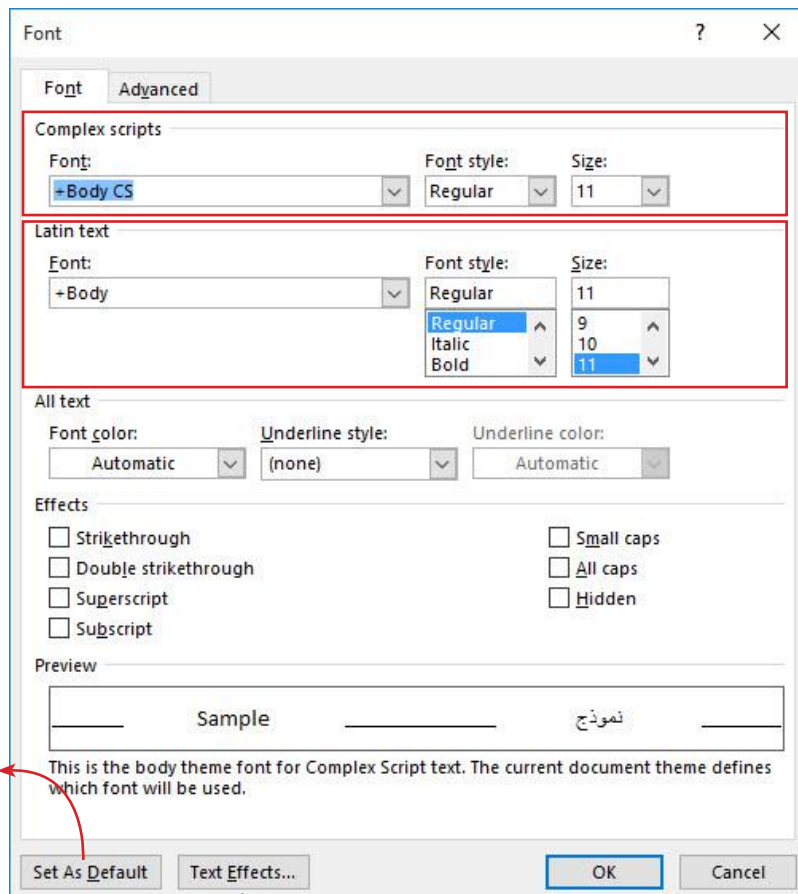 Font ?
Font Advanced
Complex scripts
Font: Font style: Size:
+Body CS Regular 11
Latin text
Font: Font style: Size:
+Body Regular 11
Regular 9
Italic 10
Bold 11
All text
Font color: Underline style: Underline color:
Automatic (none) Automatic
Effects
Strikethrough Small caps
Double strikethrough All caps
Superscript Hidden
Subscript
Preview
Sample نموذج
This is the body theme font for Complex Script text. The current document theme defines
which font will be used.
Set As Default Text Effects... OK Cancel